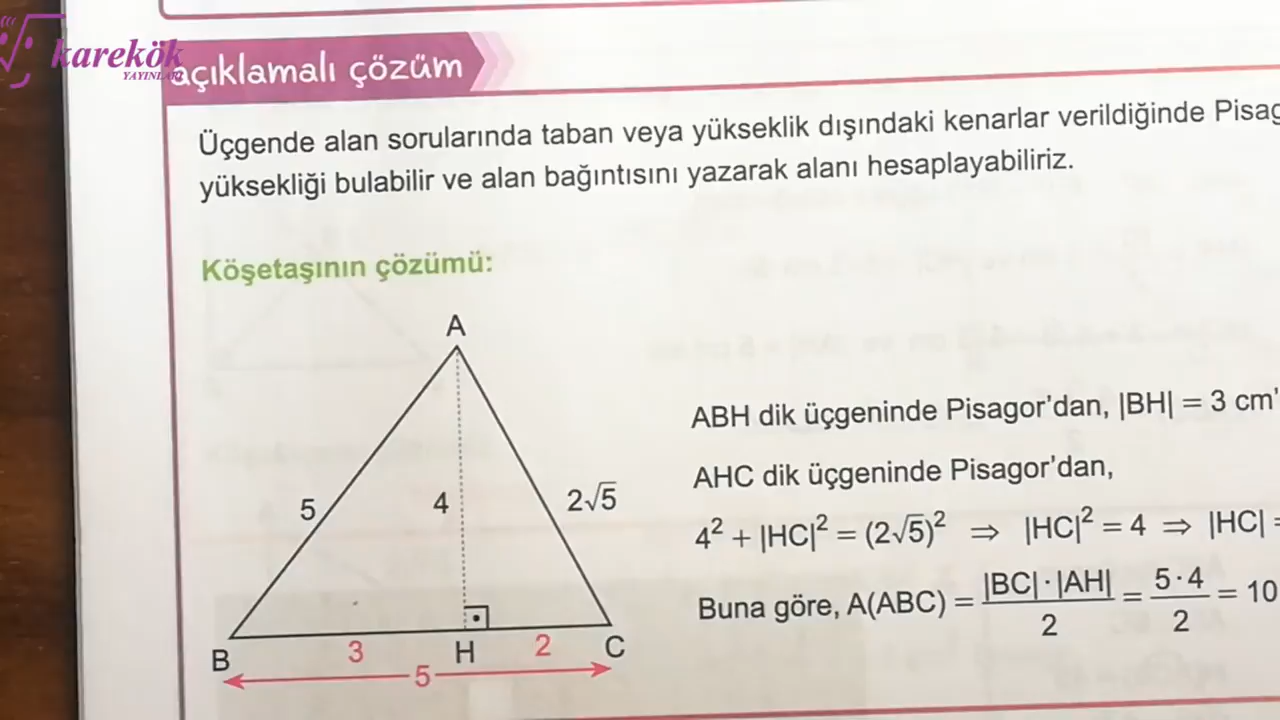 karekök
YAYINLARI
açıklamalı çözüm
Üçgende alan sorularında taban veya yükseklik dışındaki kenarlar verildiğinde
yüksekliği bulabilir ve alan bağıntısını yazarak alanı hesaplayabiliriz.
Köşetaşının çözümü:
A
5
4
2√5
B
3
H
2
C
5
ABH dik üçgeninde Pisagor'dan, |BH| = 3 cm'
AHC dik üçgeninde Pisagor'dan,
4² + |HC|² = (2√5)² ⇒ |HC|² = 4 ⇒ |HC| =
Buna göre, A(ABC) = |BC|·|AH| / 2 = 5·4 / 2 = 10